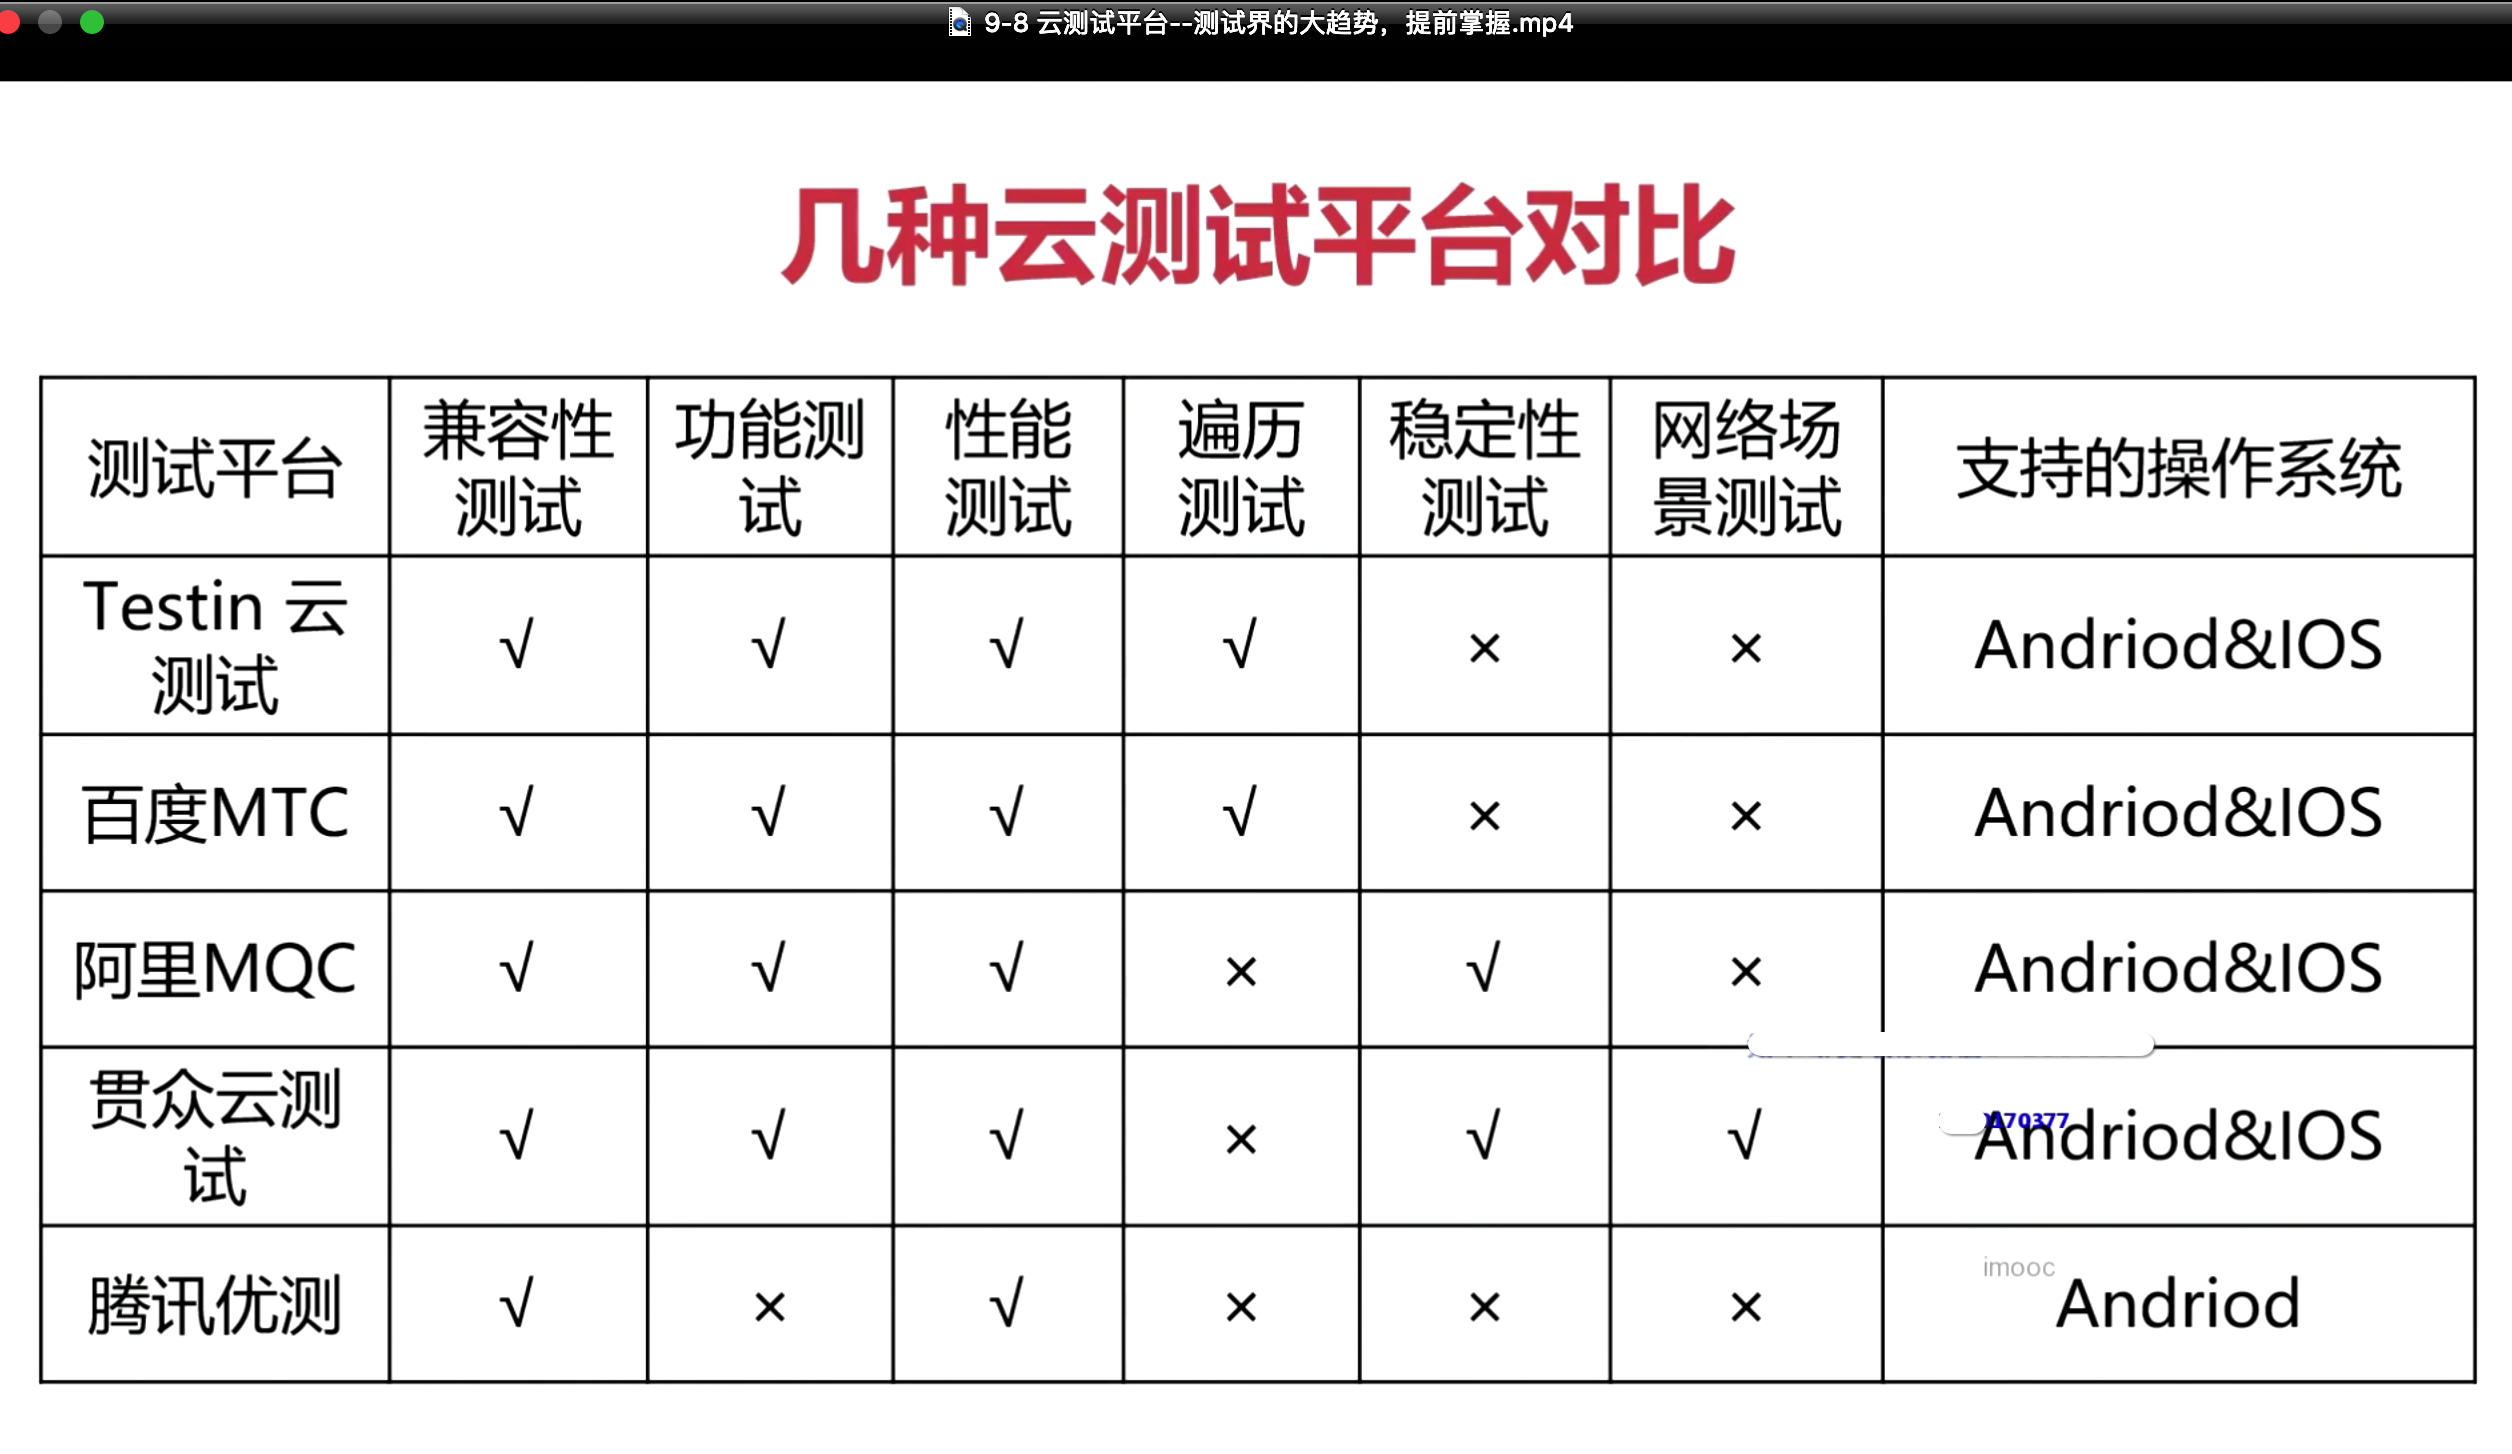 9-8 云测试平台--测试界的大趋势，提前掌握.mp4
几种云测试平台对比
测试平台 兼容性测试 功能测试 性能测试 遍历测试 稳定性测试 网络场景测试 支持的操作系统
Testin 云测试 √ √ √ √ × × Andriod&IOS
百度MTC √ √ √ √ × × Andriod&IOS
阿里MQC √ √ √ × √ × Andriod&IOS
贯众云测试 √ √ √ × √ √ Andriod&IOS
170377
imooc
腾讯优测 √ × √ × × × Andriod